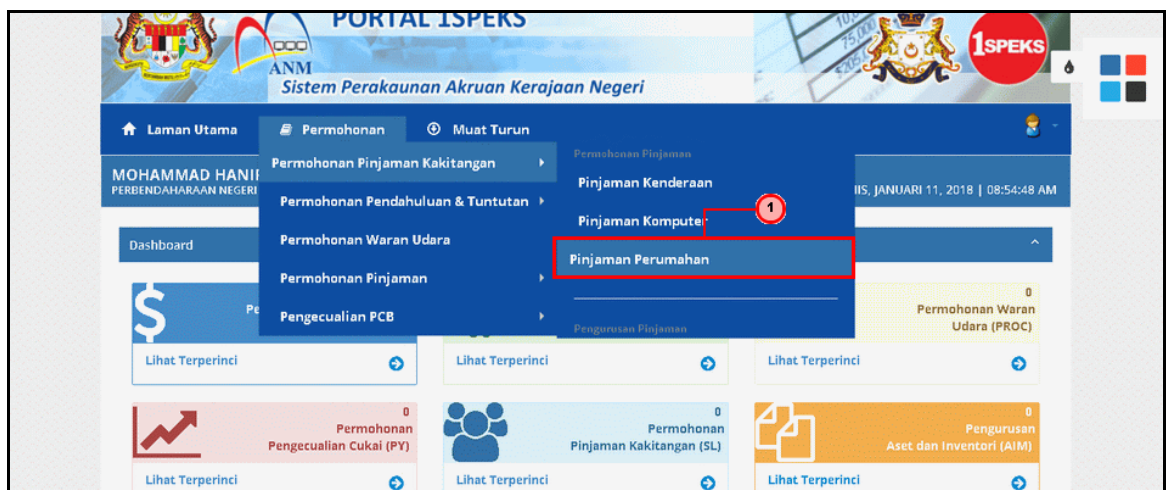 PORTAL 1SPEKS
ANM
Sistem Perakaunan Akruan Kerajaan Negeri
1SPEKS
Laman Utama
Permohonan
Muat Turun
MOHAMMAD HANIF
PERBENDAHARAAN NEGERI
JANUARI 11, 2018 | 08:54:48 AM
Permohonan Pinjaman Kakitangan
Permohonan Pendahuluan & Tuntutan
Permohonan Waran Udara
Permohonan Pinjaman
Pengecualian PCB
Permohonan Pinjaman
Pinjaman Kenderaan
Pinjaman Komputer
1
Pinjaman Perumahan
Pengurusan Pinjaman
Dashboard
Lihat Terperinci
Lihat Terperinci
0
Permohonan Waran
Udara (PROC)
Lihat Terperinci
0
Permohonan
Pengecualian Cukai (PY)
Lihat Terperinci
0
Permohonan
Pinjaman Kakitangan (SL)
Lihat Terperinci
0
Pengurusan
Aset dan Inventori (AIM)
Lihat Terperinci